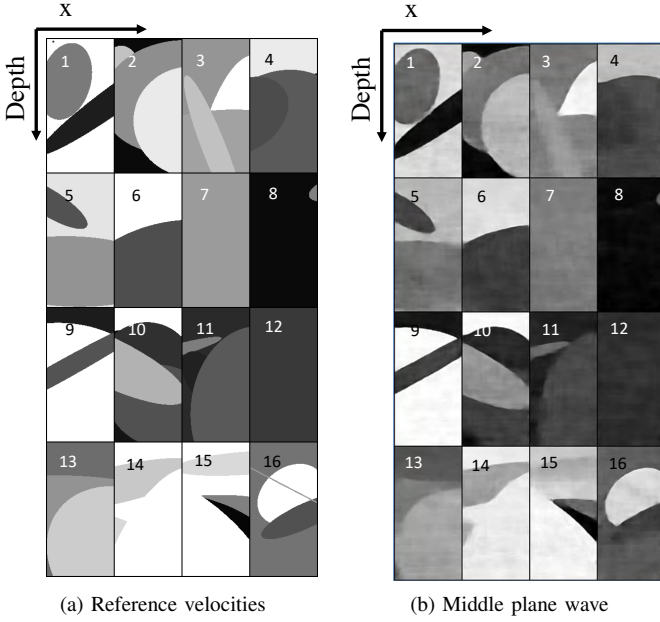 x
Depth
1 2 3 4
5 6 7 8
9 10 11 12
13 14 15 16
(a) Reference velocities
x
Depth
1 2 3 4
5 6 7 8
9 10 11 12
13 14 15 16
(b) Middle plane wave